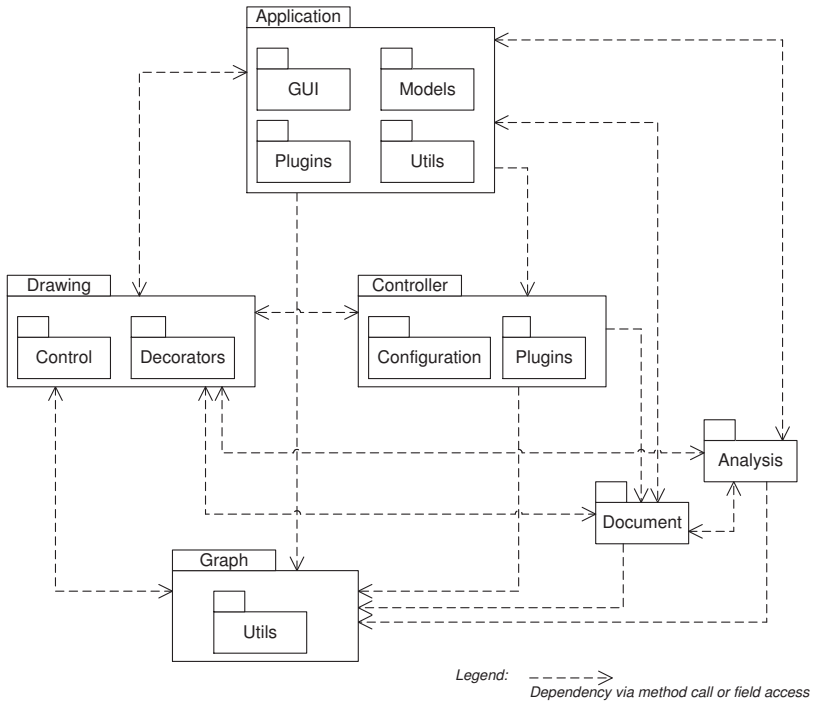 Application
GUI
Models
Plugins
Utils
Drawing
Control
Decorators
Controller
Configuration
Plugins
Analysis
Document
Graph
Utils
Legend:
Dependency via method call or field access